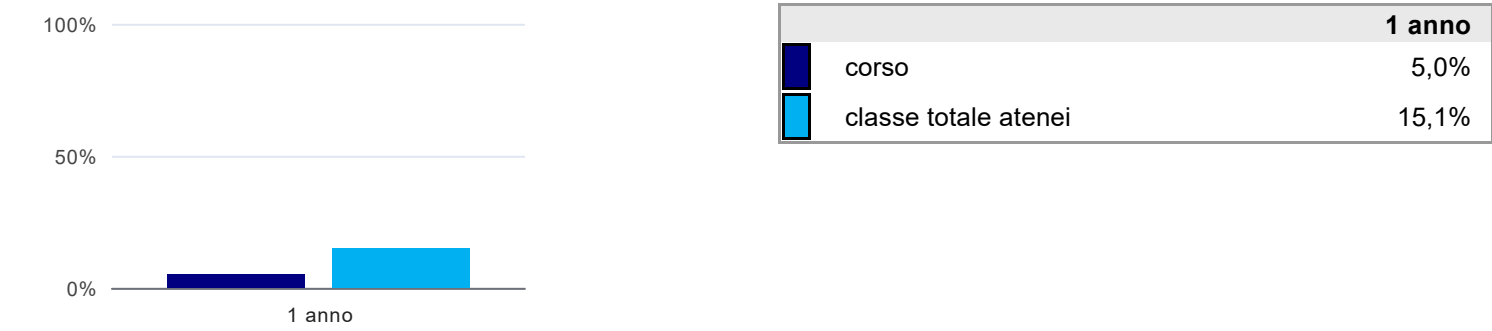 100%
50%
0%
1 anno
1 anno
corso 5,0%
classe totale atenei 15,1%